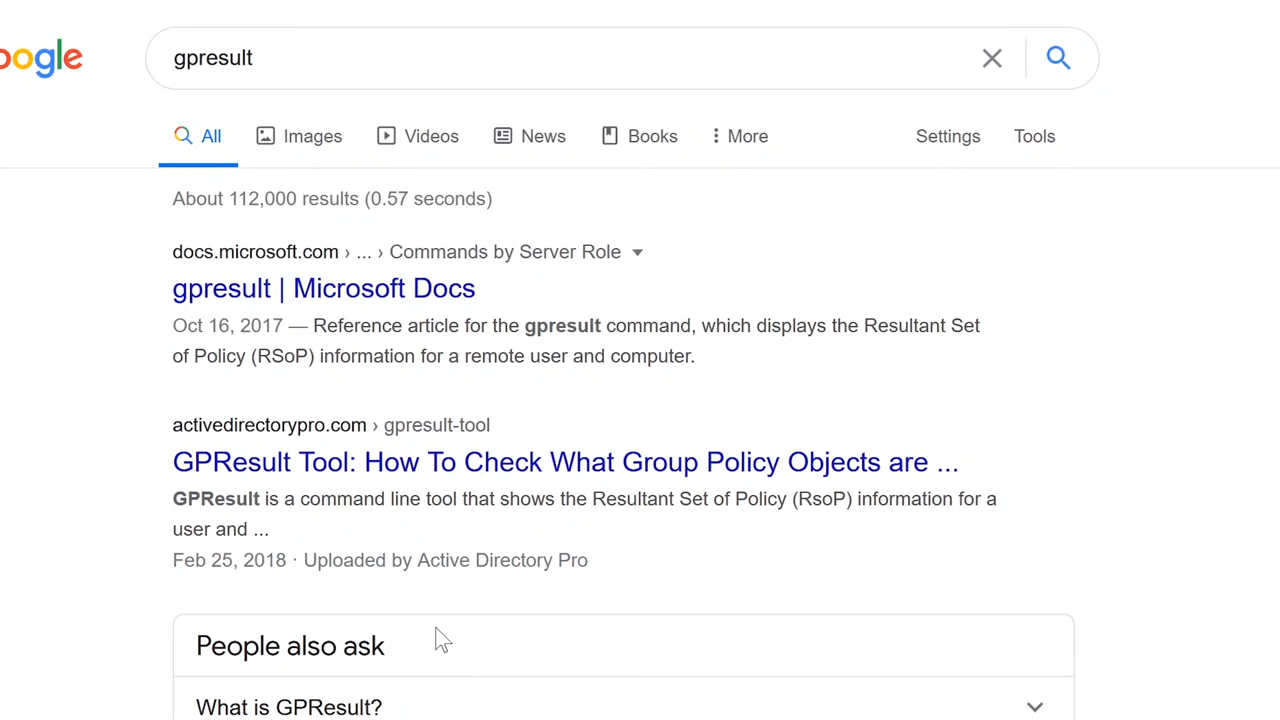 oogle
gpresult
All Images Videos News Books More Settings Tools
About 112,000 results (0.57 seconds)
docs.microsoft.com › ... › Commands by Server Role
gpresult | Microsoft Docs
Oct 16, 2017 — Reference article for the gpresult command, which displays the Resultant Set
of Policy (RSoP) information for a remote user and computer.
activedirectorypro.com › gpresult-tool
GPResult Tool: How To Check What Group Policy Objects are ...
GPResult is a command line tool that shows the Resultant Set of Policy (RsoP) information for a
user and ...
Feb 25, 2018 · Uploaded by Active Directory Pro
People also ask
What is GPResult?